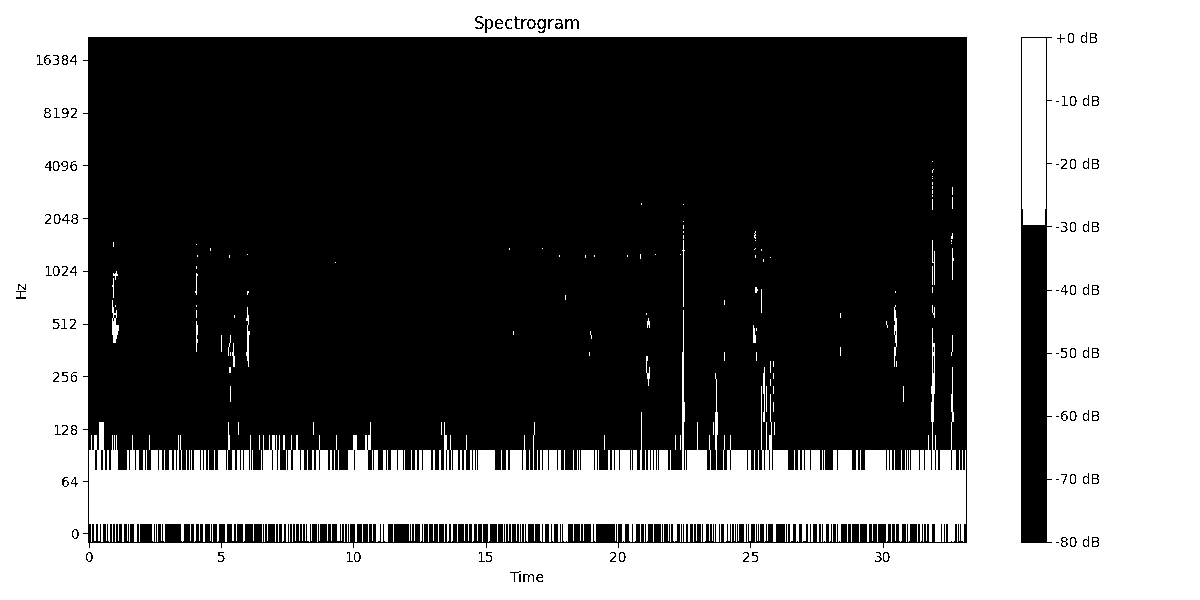 Spectrogram
16384
8192
4096
2048
1024
512
256
128
64
0
Hz
0 5 10 15 20 25 30
Time
+0 dB
-10 dB
-20 dB
-30 dB
-40 dB
-50 dB
-60 dB
-70 dB
-80 dB